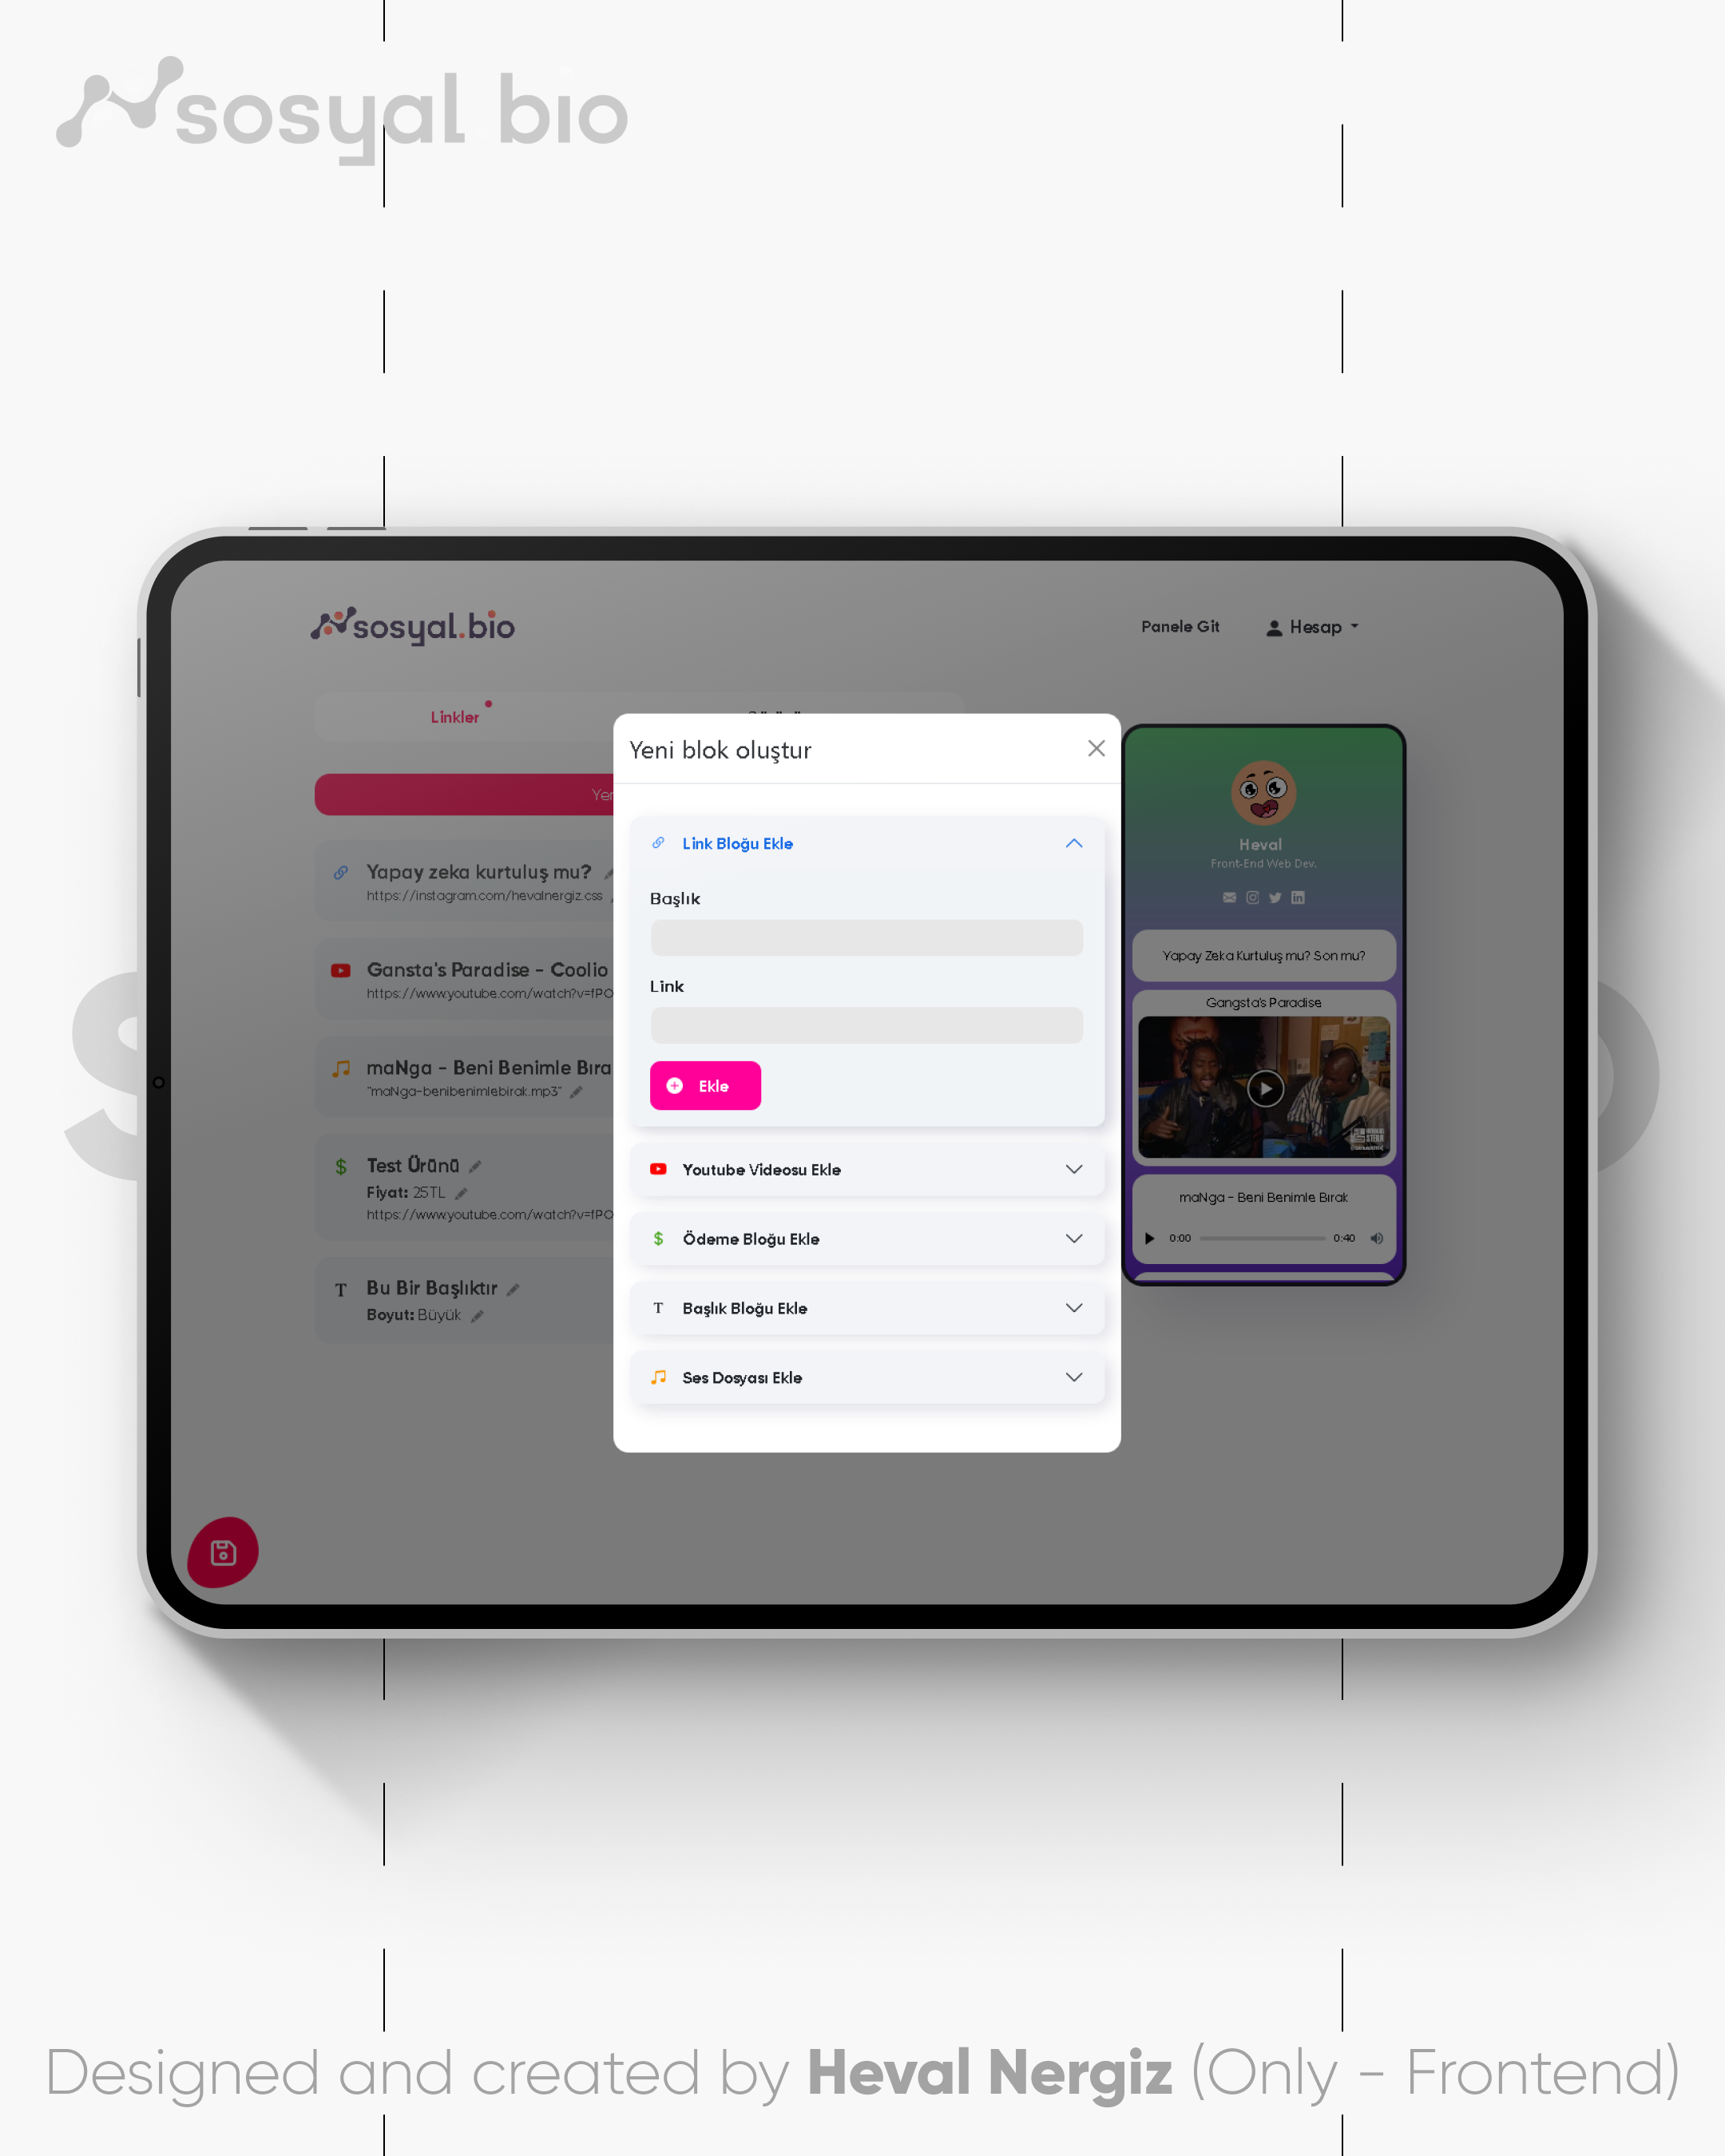 sosyal.bio
sosyal.bio
Panele Git
Hesap
Linkler
Yeni blok oluştur
Link Bloğu Ekle
Başlık
Link
Ekle
Youtube Videosu Ekle
Ödeme Bloğu Ekle
Başlık Bloğu Ekle
Ses Dosyası Ekle
Yapay zeka kurtuluş mu?
https://instagram.com/hevalnergiz.css
Gansta's Paradise - Coolio
https://www.youtube.com/watch?v=fPO
maNga - Beni Benimle Bıra
"maNga-benibenimlebirak.mp3"
$ Test Ürünü
Fiyat: 25TL
https://www.youtube.com/watch?v=fPO
T Bu Bir Başlıktır
Boyut: Büyük
Heval
Front-End Web Dev.
Yapay Zeka Kurtuluş mu? Son mu?
Gangsta's Paradise
maNga - Beni Benimle Bırak
0:00 0:40
Designed and created by Heval Nergiz (Only - Frontend)